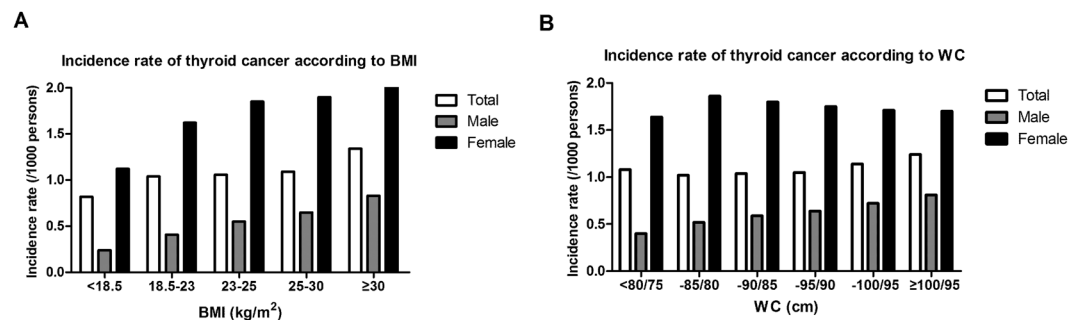 A
Incidence rate of thyroid cancer according to BMI
Incidence rate (/1000 persons)
2.0
1.5
1.0
0.5
0.0
<18.5
18.5-23
23-25
25-30
≥30
BMI (kg/m²)
Total
Male
Female
B
Incidence rate of thyroid cancer according to WC
Incidence rate (/1000 persons)
2.0
1.5
1.0
0.5
0.0
<80/75
-85/80
-90/85
-95/90
-100/95
≥100/95
WC (cm)
Total
Male
Female